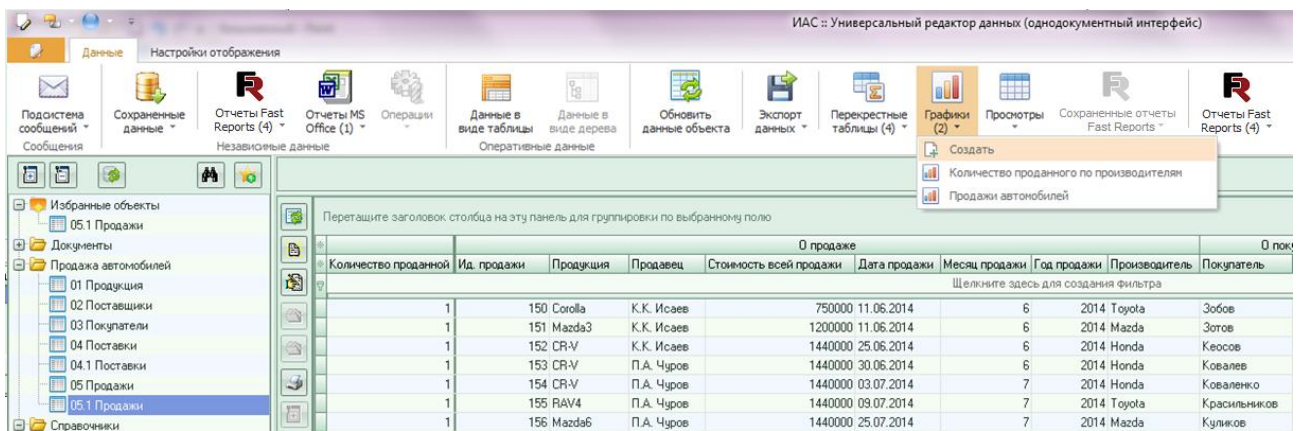 ИАС :: Универсальный редактор данных (однодокументный интерфейс)
Данные Настройки отображения
Подсистема сообщений Сохраненные данные Отчеты Fast Reports (4) Отчеты MS Office (1) Операции Данные в виде таблицы Данные в виде дерева Обновить данные объекта Экспорт данных Перекрестные таблицы (4) Графики (2) Просмотры Сохраненные отчеты Fast Reports Отчеты Fast Reports (4)
Сообщения Независимые данные Оперативные данные
Создать
Количество проданного по производителям
Продажи автомобилей
Избранные объекты
05.1 Продажи
Документы
Продажа автомобилей
01 Продукция
02 Поставщики
03 Покупатели
04 Поставки
04.1 Поставки
05 Продажи
05.1 Продажи
Справочники
Перетащите заголовок столбца на эту панель для группировки по выбранному полю
О продаже О пок
Количество проданной Ид. продажи Продукция Продавец Стоимость всей продажи Дата продажи Месяц продажи Год продажи Производитель Покупатель
Щелкните здесь для создания фильтра
1 150 Corolla К.К. Исаев 750000 11.06.2014 6 2014 Toyota Зобов
1 151 Mazda3 К.К. Исаев 1200000 11.06.2014 6 2014 Mazda Зотов
1 152 CR-V К.К. Исаев 1440000 25.06.2014 6 2014 Honda Кеосов
1 153 CR-V П.А. Чуров 1440000 30.06.2014 6 2014 Honda Ковалев
1 154 CR-V П.А. Чуров 1440000 03.07.2014 7 2014 Honda Коваленко
1 155 RAV4 П.А. Чуров 1440000 09.07.2014 7 2014 Toyota Красильников
1 156 Mazda6 П.А. Чуров 1440000 25.07.2014 7 2014 Mazda Куликов